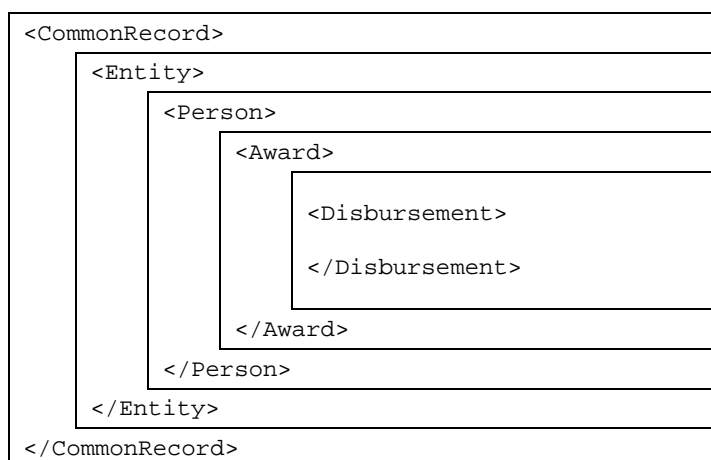 <CommonRecord>
<Entity>
<Person>
<Award>
<Disbursement>
</Disbursement>
</Award>
</Person>
</Entity>
</CommonRecord>